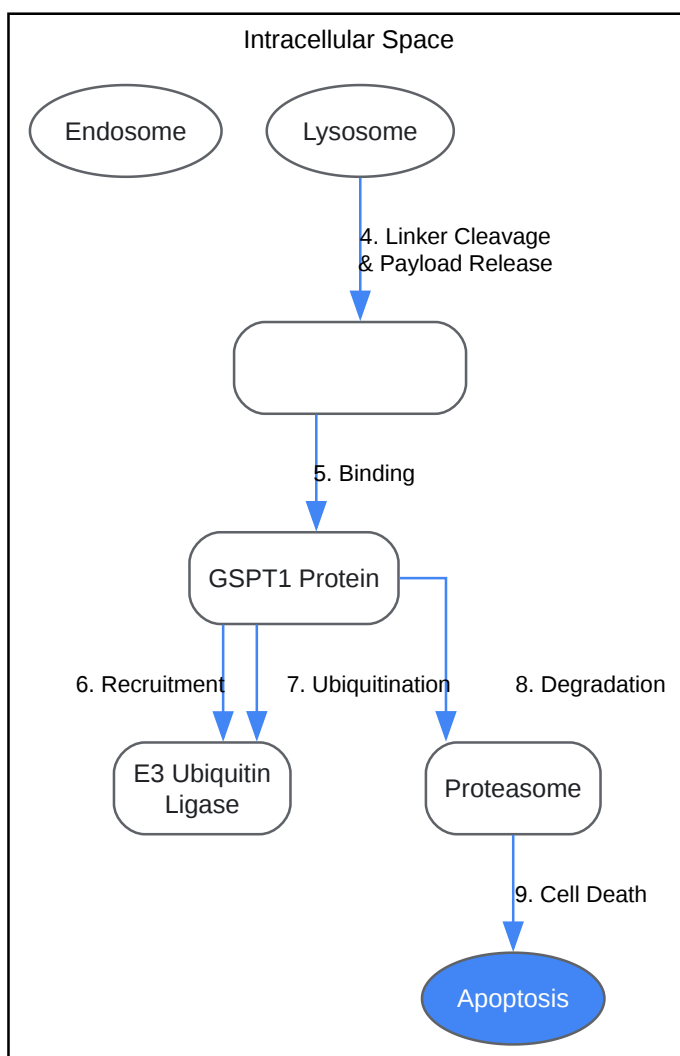 Intracellular Space
Endosome
Lysosome
4. Linker Cleavage
& Payload Release
5. Binding
GSPT1 Protein
6. Recruitment
7. Ubiquitination
8. Degradation
E3 Ubiquitin
Ligase
Proteasome
9. Cell Death
Apoptosis